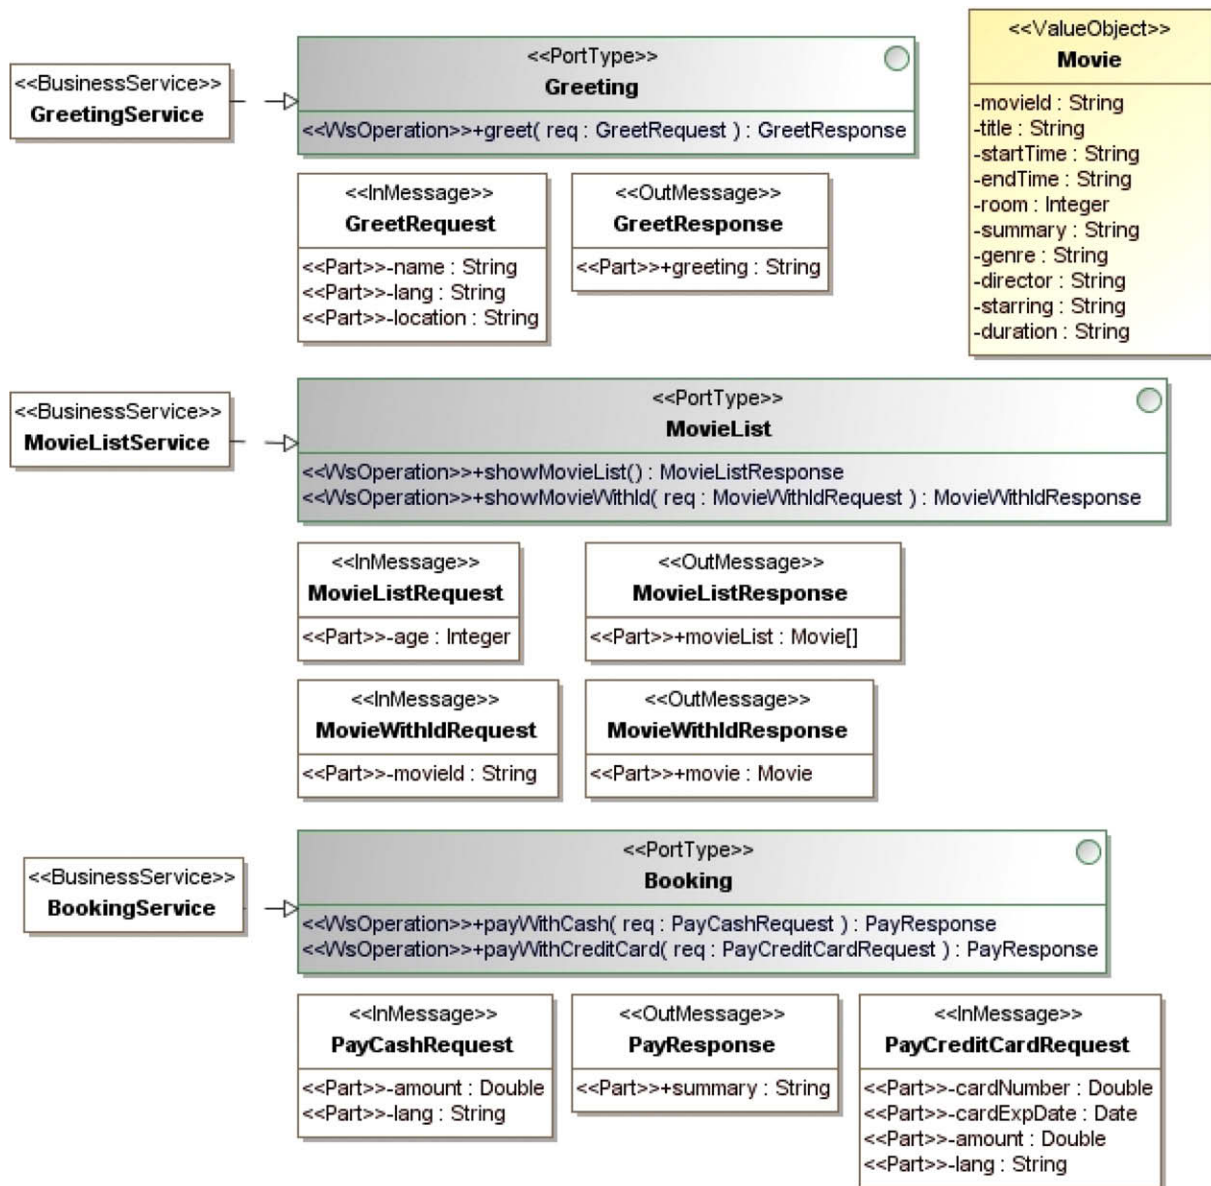 <<BusinessService>>
GreetingService
<<PortType>>
Greeting
<<WsOperation>>+greet( req : GreetRequest ) : GreetResponse
<<InMessage>>
GreetRequest
<<Part>>-name : String
<<Part>>-lang : String
<<Part>>-location : String
<<OutMessage>>
GreetResponse
<<Part>>+greeting : String
<<ValueObject>>
Movie
-movieId : String
-title : String
-startTime : String
-endTime : String
-room : Integer
-summary : String
-genre : String
-director : String
-starring : String
-duration : String
<<BusinessService>>
MovieListService
<<PortType>>
MovieList
<<WsOperation>>+showMovieList() : MovieListResponse
<<WsOperation>>+showMovieWithId( req : MovieWithIdRequest ) : MovieWithIdResponse
<<InMessage>>
MovieListRequest
<<Part>>-age : Integer
<<OutMessage>>
MovieListResponse
<<Part>>+movieList : Movie[]
<<InMessage>>
MovieWithIdRequest
<<Part>>-movieId : String
<<OutMessage>>
MovieWithIdResponse
<<Part>>+movie : Movie
<<BusinessService>>
BookingService
<<PortType>>
Booking
<<WsOperation>>+payWithCash( req : PayCashRequest ) : PayResponse
<<WsOperation>>+payWithCreditCard( req : PayCreditCardRequest ) : PayResponse
<<InMessage>>
PayCashRequest
<<Part>>-amount : Double
<<Part>>-lang : String
<<OutMessage>>
PayResponse
<<Part>>+summary : String
<<InMessage>>
PayCreditCardRequest
<<Part>>-cardNumber : Double
<<Part>>-cardExpDate : Date
<<Part>>-amount : Double
<<Part>>-lang : String